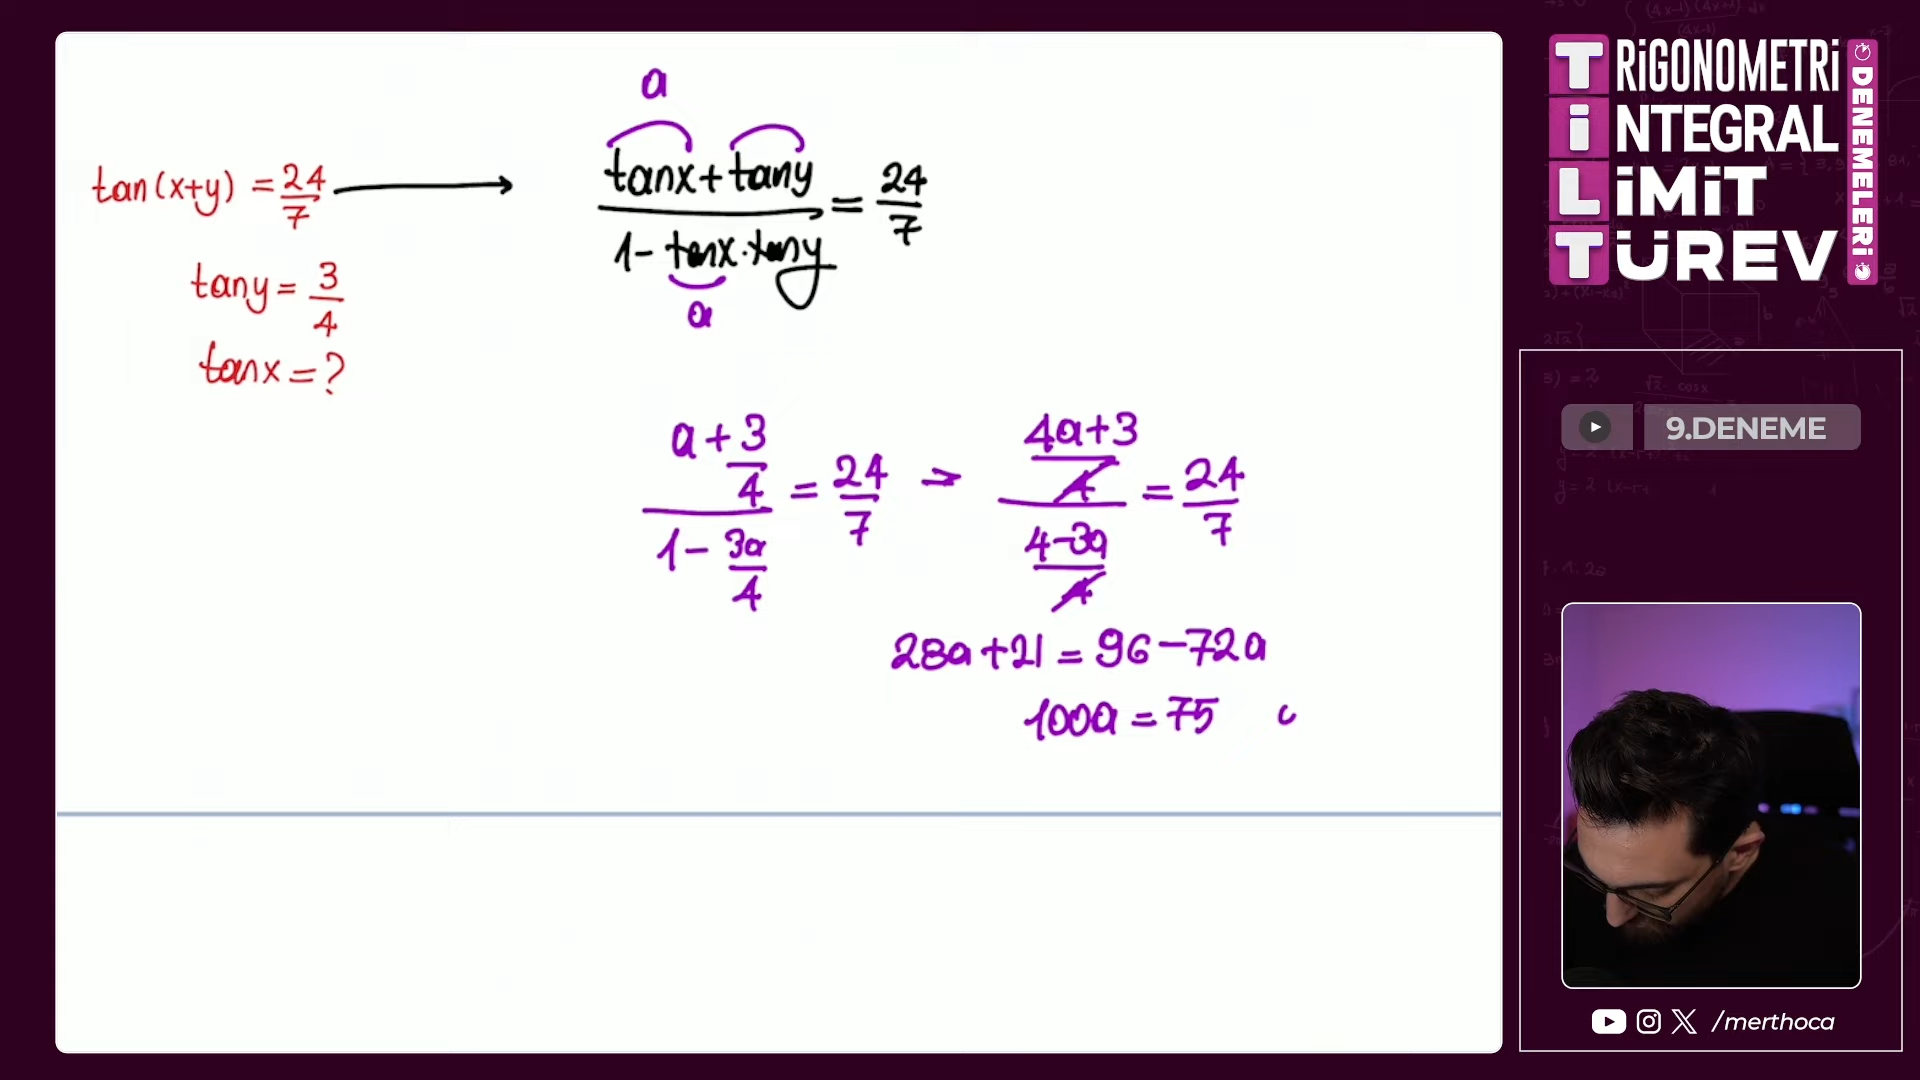 a
tan(x+y) = 24/7 → (tanx + tany)/(1 - tanx · tany) = 24/7
a
tany = 3/4
tanx = ?
(a + 3/4)/(1 - 3a/4) = 24/7 ⇒ ((4a+3)/4)/((4-3a)/4) = 24/7
28a + 21 = 96 - 72a
100a = 75
TRiGONOMETRi
iNTEGRAL
LiMiT
TÜREV
DENEMELERi
9.DENEME
/merthoca